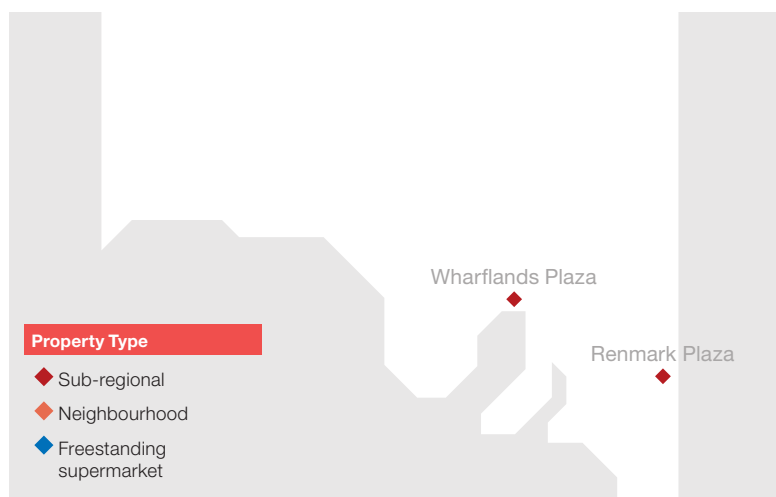 Wharflands Plaza
Renmark Plaza
Property Type
Sub-regional
Neighbourhood
Freestanding
supermarket